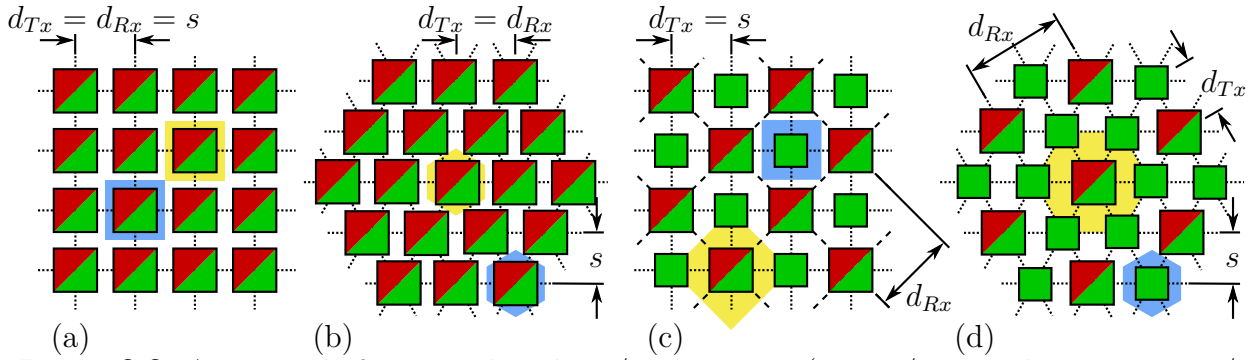 d_{Tx} = d_{Rx} = s
d_{Tx} = d_{Rx}
d_{Tx} = s
d_{Rx}
d_{Tx}
s
d_{Rx}
s
(a)
(b)
(c)
(d)